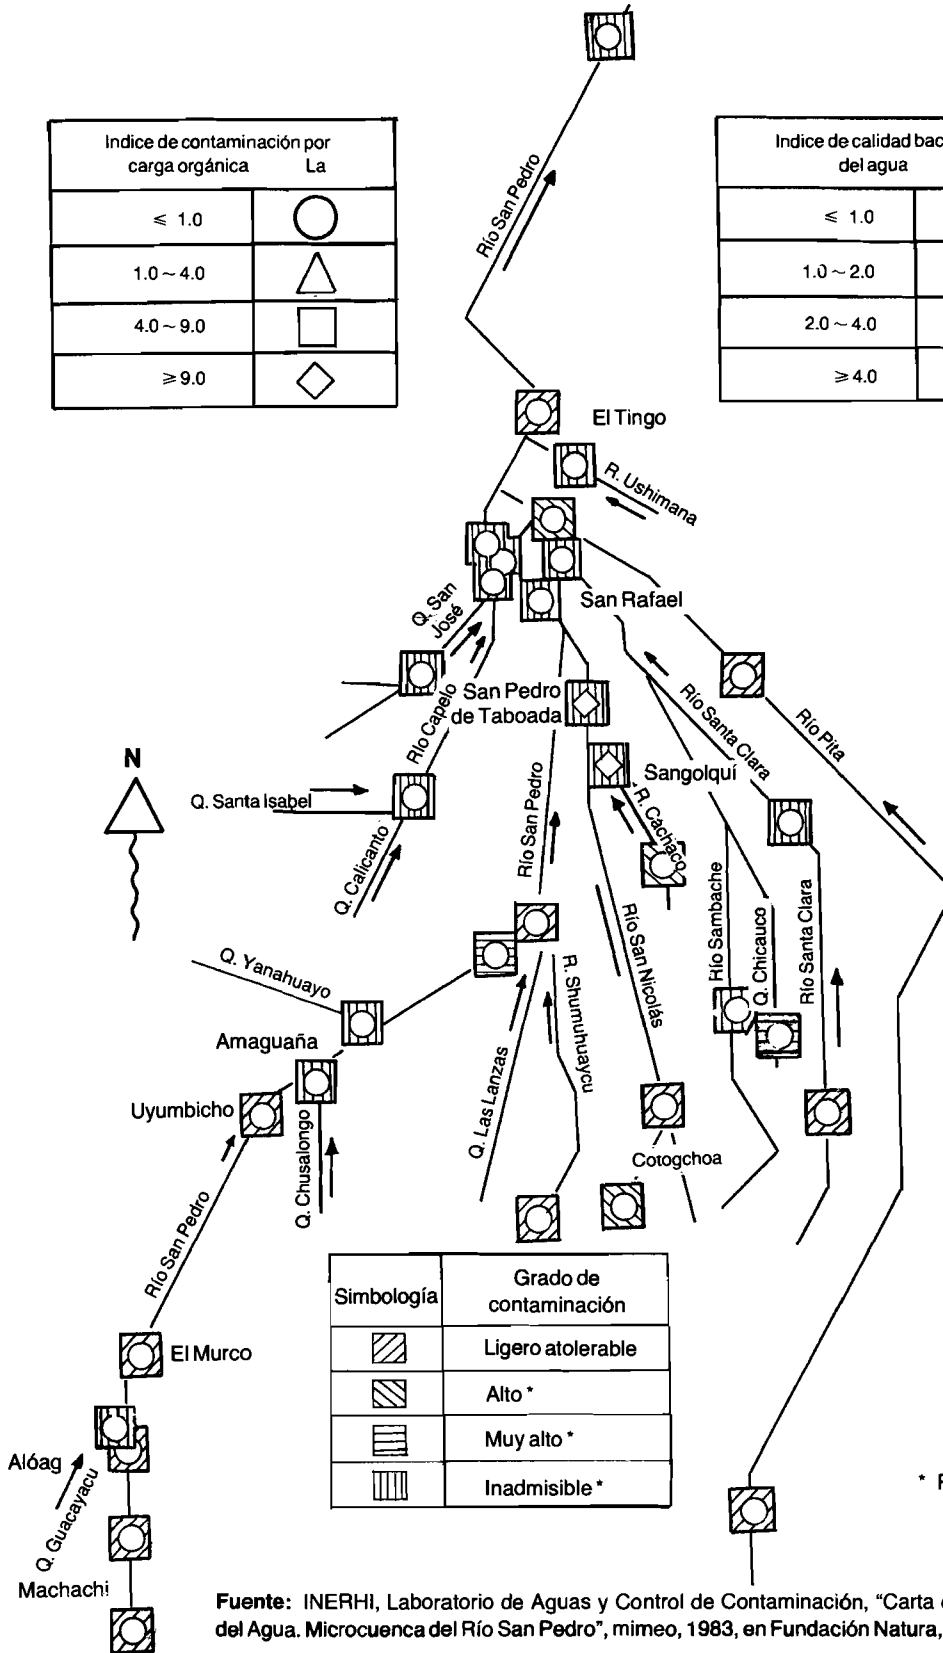 Indice de contaminación por
carga orgánica La
≤ 1.0
1.0 ~ 4.0
4.0 ~ 9.0
≥ 9.0
Indice de calidad bac
del agua
≤ 1.0
1.0 ~ 2.0
2.0 ~ 4.0
≥ 4.0
Río San Pedro
El Tingo
R. Ushimana
San Rafael
Q. San
José
Río Capelo
San Pedro
de Taboada
Río Santa Clara
Río Pita
N
Q. Santa Isabel
Q. Calicanto
Río San Pedro
Sangolquí
R. Cachaco
Río San Nicolás
Río Sambache
Q. Chicauco
Río Santa Clara
Q. Yanahuayo
Amaguaña
Uyumbicho
Q. Chusalongo
Q. Las Lanzas
R. Shumuhuaycu
Cotogchoa
Río San Pedro
El Murco
Alóag
Q. Guacayacu
Machachi
Simbología
Grado de
contaminación
Ligero atolerable
Alto *
Muy alto *
Inadmisible *
*
Fuente: INERHI, Laboratorio de Aguas y Control de Contaminación, "Carta
del Agua. Microcuenca del Río San Pedro", mimeo, 1983, en Fundación Natura,